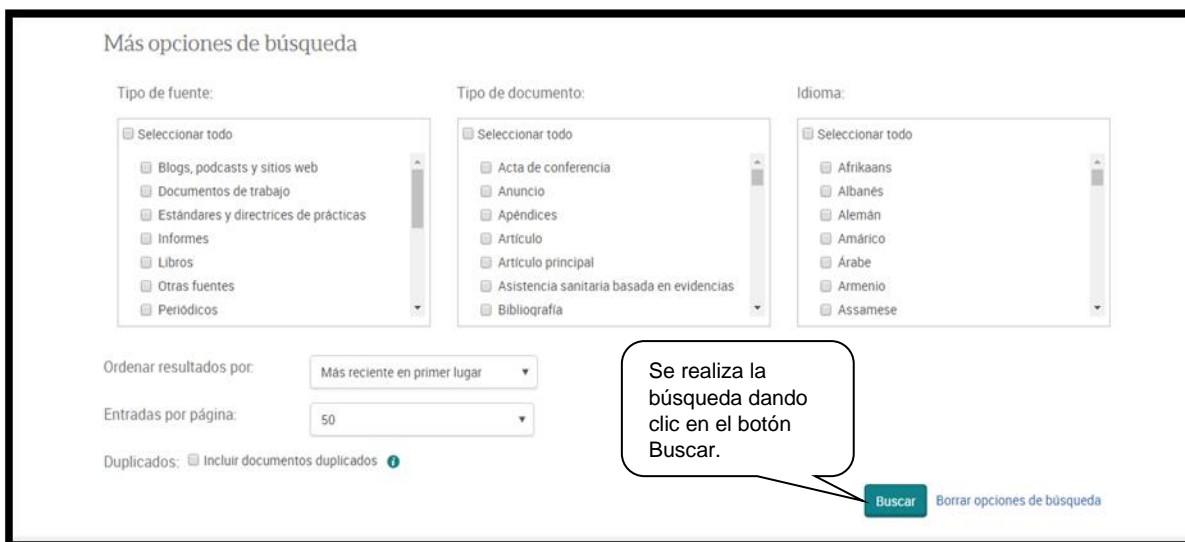 Más opciones de búsqueda
Tipo de fuente:
Seleccionar todo
Blogs, podcasts y sitios web
Documentos de trabajo
Estándares y directrices de prácticas
Informes
Libros
Otras fuentes
Periódicos
Tipo de documento:
Seleccionar todo
Acta de conferencia
Anuncio
Apéndices
Artículo
Artículo principal
Asistencia sanitaria basada en evidencias
Bibliografía
Idioma:
Seleccionar todo
Afrikaans
Albanés
Alemán
Amárico
Árabe
Armenio
Assamese
Ordenar resultados por:
Más reciente en primer lugar
Entradas por página:
50
Duplicados:
Incluir documentos duplicados
i
Se realiza la
búsqueda dando
clic en el botón
Buscar.
Buscar
Borrar opciones de búsqueda